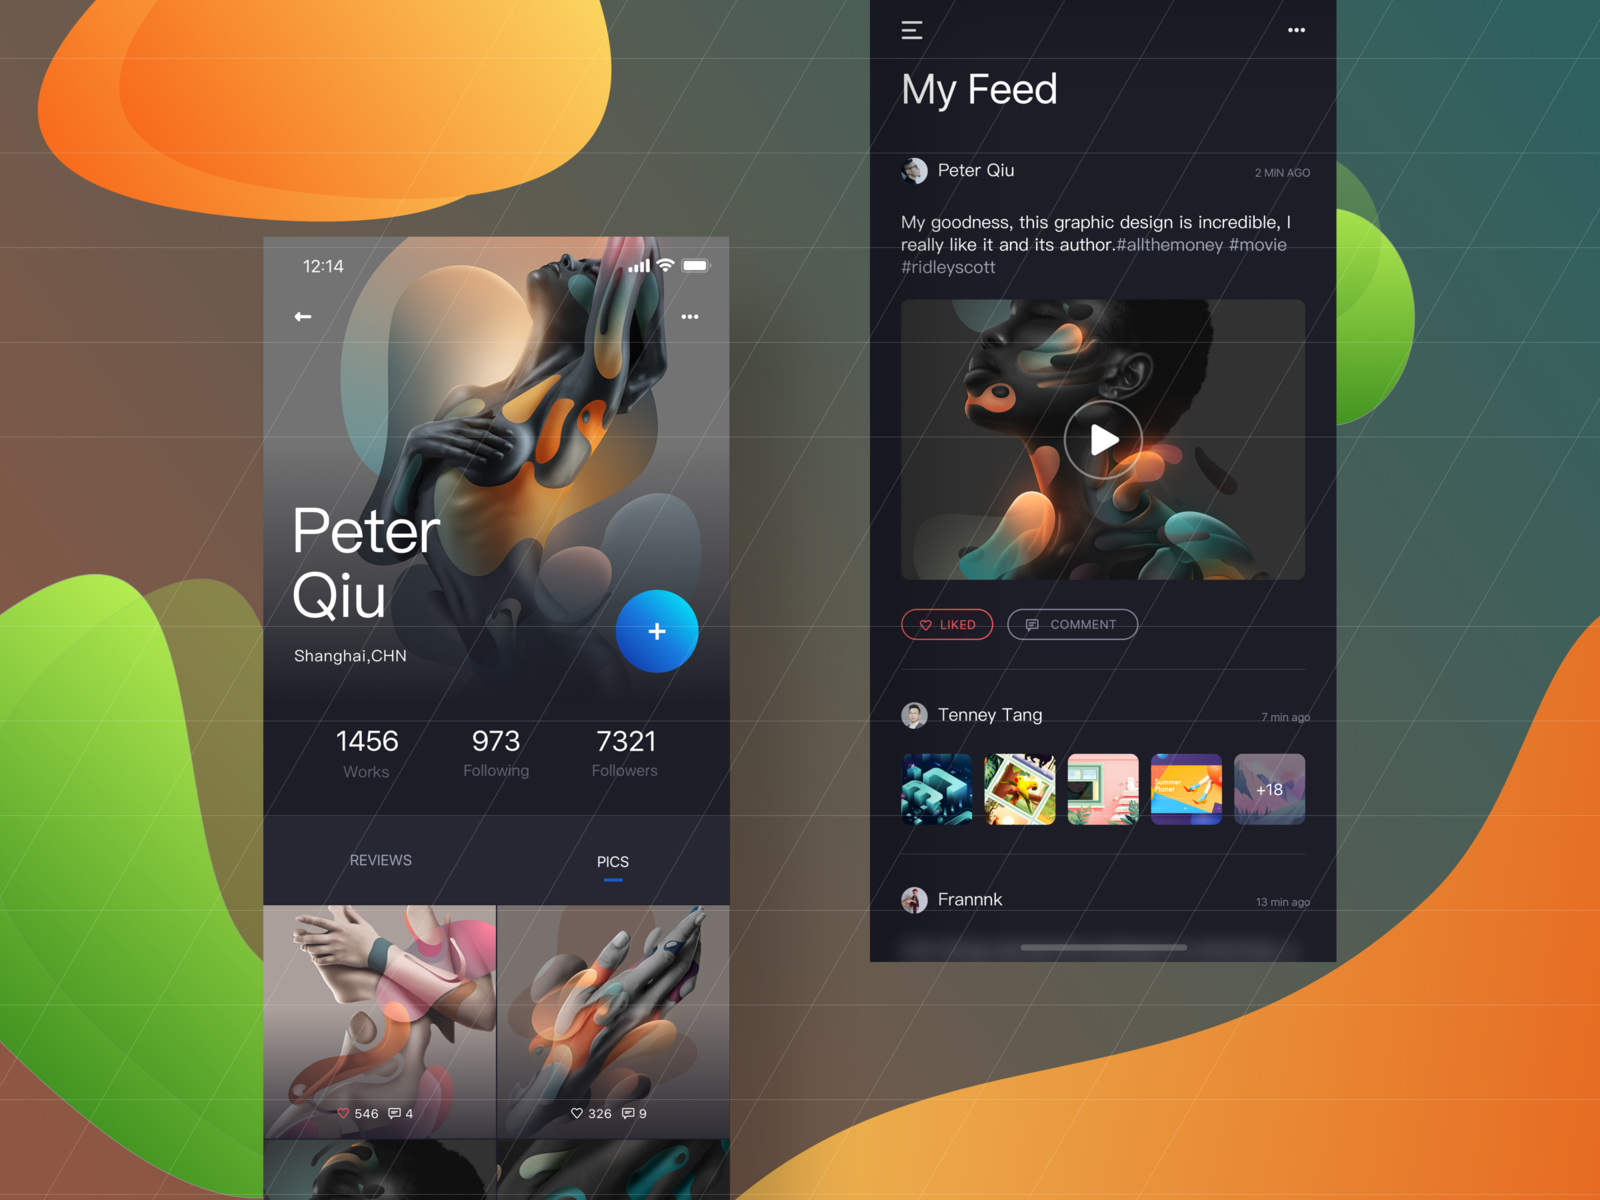 12:14
Peter
Qiu
Shanghai,CHN
1456
973
7321
Works
Following
Followers
REVIEWS
PICS
546
4
326
9
My Feed
Peter Qiu
2 MIN AGO
My goodness, this graphic design is incredible, I
really like it and its author.#allthemoney #movie
#ridleyscott
LIKED
COMMENT
Tenney Tang
7 min ago
Summer
Planet
+18
Frannnk
13 min ago